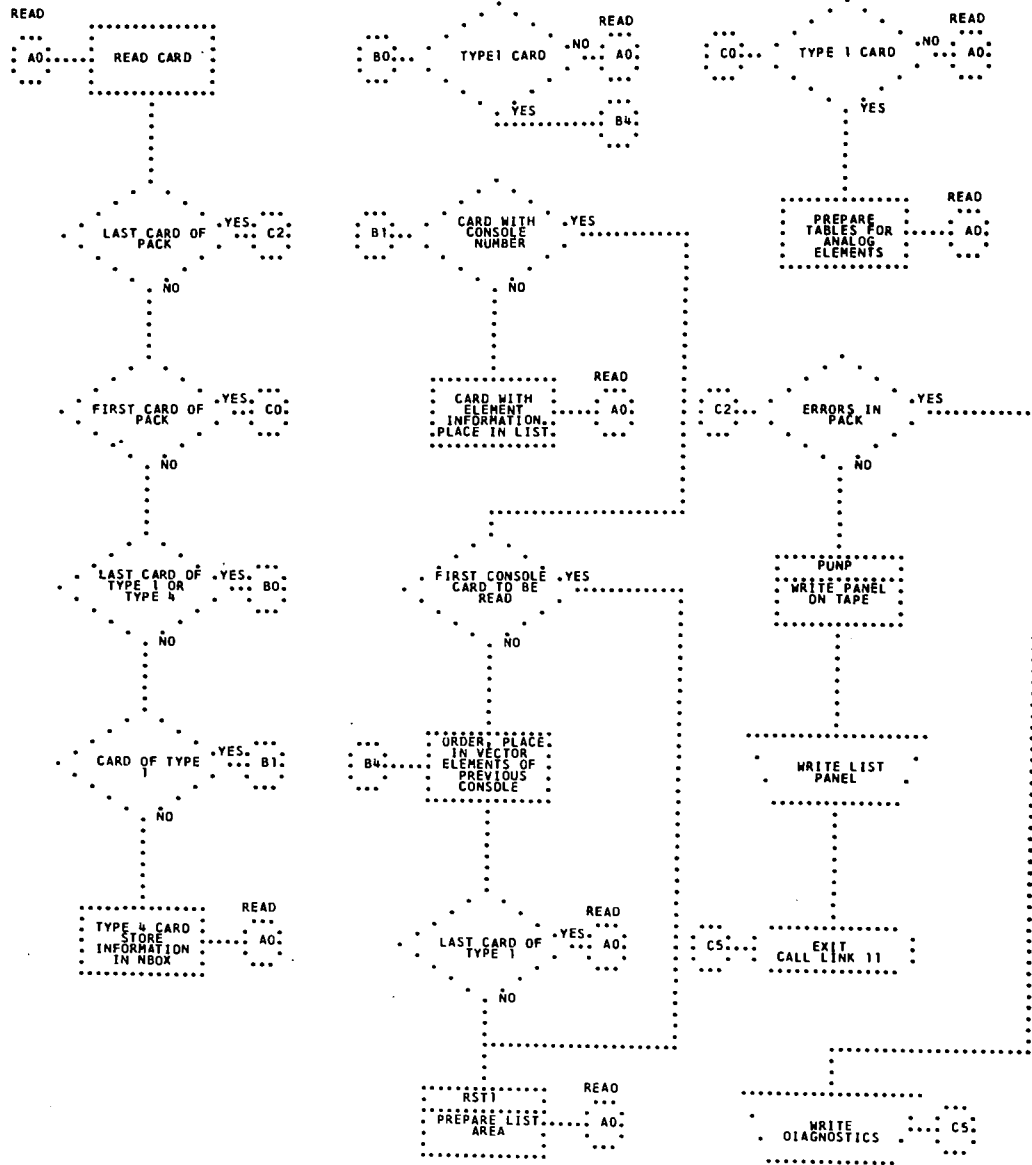 READ
A0
READ CARD
LAST CARD OF
PACK
YES
C2
NO
FIRST CARD OF
PACK
YES
C0
NO
LAST CARD OF
TYPE 1 OR
TYPE 4
YES
B0
NO
CARD OF TYPE
1
YES
B1
NO
TYPE 4 CARD
STORE
INFORMATION
IN NBOX
READ
A0
B0
TYPE1 CARD
NO
READ
A0
YES
B4
B1
CARD WITH
CONSOLE
NUMBER
YES
NO
CARD WITH
ELEMENT
INFORMATION.
PLACE IN LIST.
READ
A0
FIRST CONSOLE
CARD TO BE
READ
YES
NO
B4
ORDER, PLACE
IN VECTOR
ELEMENTS OF
PREVIOUS
CONSOLE
LAST CARD OF
TYPE 1
YES
READ
A0
NO
RST1
PREPARE LIST
AREA
READ
A0
C0
TYPE 1 CARD
NO
READ
A0
YES
PREPARE
TABLES FOR
ANALOG
ELEMENTS
READ
A0
C2
ERRORS IN
PACK
YES
NO
PUNP
WRITE PANEL
ON TAPE
WRITE LIST
PANEL
C5
EXIT
CALL LINK 11
WRITE
DIAGNOSTICS
C5